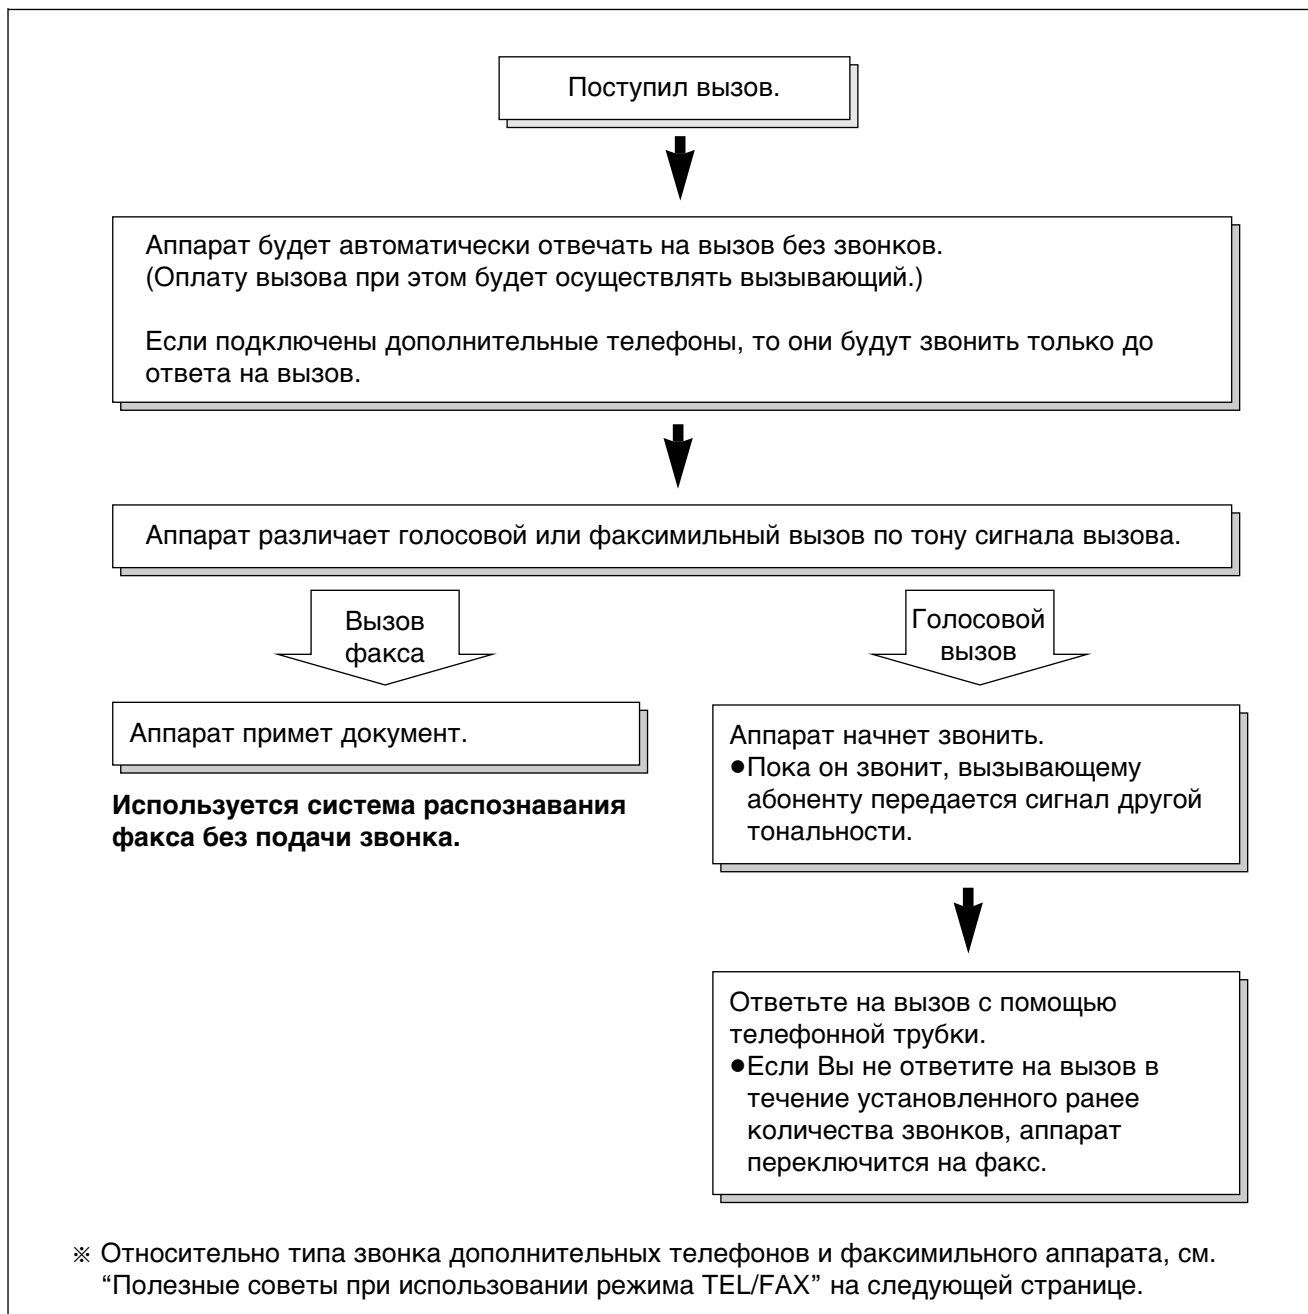 Поступил вызов.
Аппарат будет автоматически отвечать на вызов без звонков.
(Оплату вызова при этом будет осуществлять вызывающий.)
Если подключены дополнительные телефоны, то они будут звонить только до
ответа на вызов.
Аппарат различает голосовой или факсимильный вызов по тону сигнала вызова.
Вызов
факса
Аппарат примет документ.
Используется система распознавания
факса без подачи звонка.
Голосовой
вызов
Аппарат начнет звонить.
●Пока он звонит, вызывающему
абоненту передается сигнал другой
тональности.
Ответьте на вызов с помощью
телефонной трубки.
●Если Вы не ответите на вызов в
течение установленного ранее
количества звонков, аппарат
переключится на факс.
※ Относительно типа звонка дополнительных телефонов и факсимильного аппарата, см.
“Полезные советы при использовании режима TEL/FAX” на следующей странице.